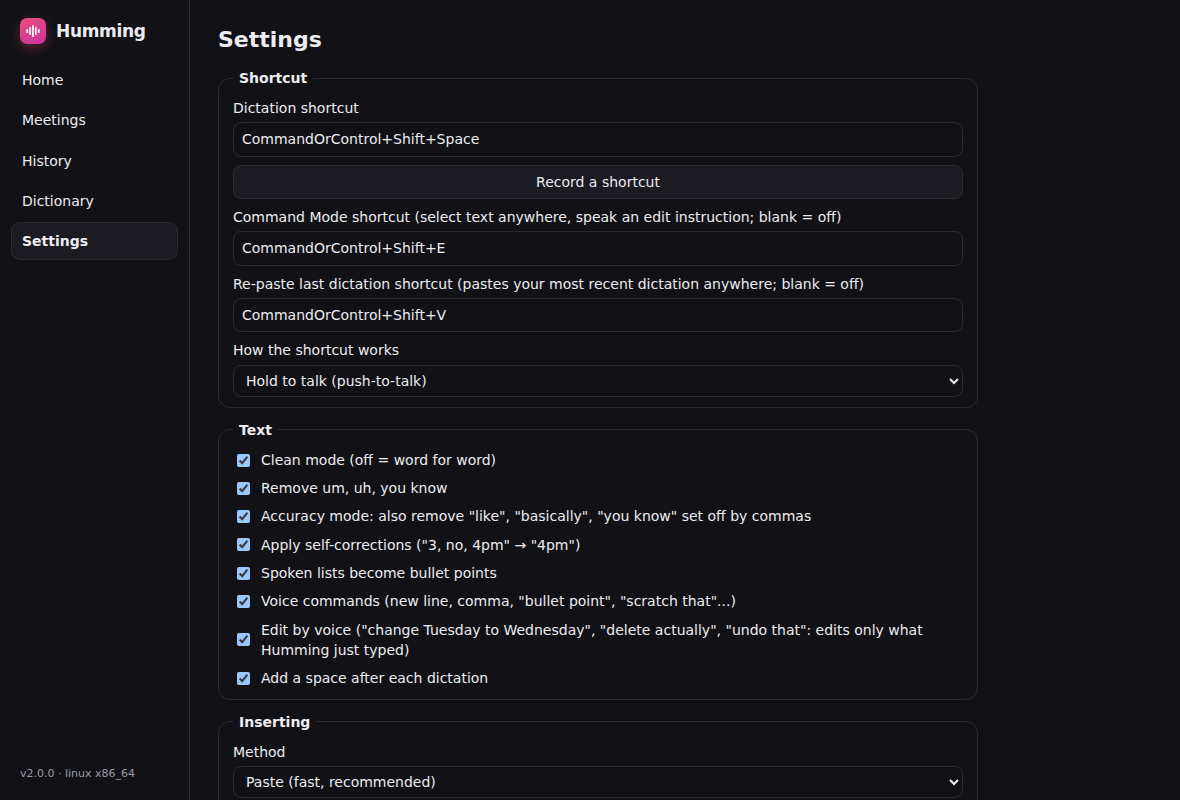 Humming
Home
Meetings
History
Dictionary
Settings
v2.0.0 · linux x86_64
Settings
Shortcut
Dictation shortcut
CommandOrControl+Shift+Space
Record a shortcut
Command Mode shortcut (select text anywhere, speak an edit instruction; blank = off)
CommandOrControl+Shift+E
Re-paste last dictation shortcut (pastes your most recent dictation anywhere; blank = off)
CommandOrControl+Shift+V
How the shortcut works
Hold to talk (push-to-talk)
Text
Clean mode (off = word for word)
Remove um, uh, you know
Accuracy mode: also remove "like", "basically", "you know" set off by commas
Apply self-corrections ("3, no, 4pm" → "4pm")
Spoken lists become bullet points
Voice commands (new line, comma, "bullet point", "scratch that"...)
Edit by voice ("change Tuesday to Wednesday", "delete actually", "undo that": edits only what
Humming just typed)
Add a space after each dictation
Inserting
Method
Paste (fast, recommended)